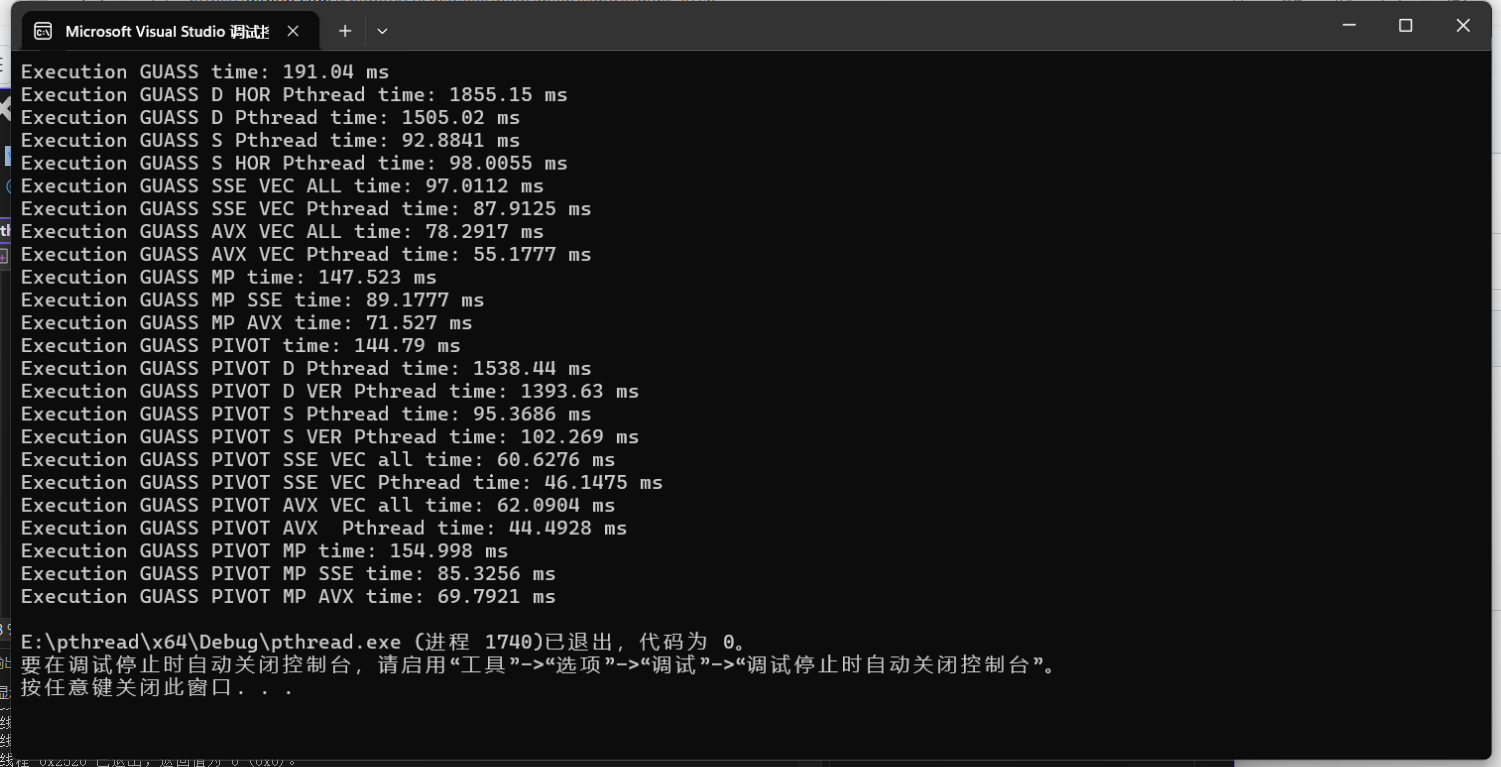 Microsoft Visual Studio 调试控
Execution GUASS time: 191.04 ms
Execution GUASS D HOR Pthread time: 1855.15 ms
Execution GUASS D Pthread time: 1505.02 ms
Execution GUASS S Pthread time: 92.8841 ms
Execution GUASS S HOR Pthread time: 98.0055 ms
Execution GUASS SSE VEC ALL time: 97.0112 ms
Execution GUASS SSE VEC Pthread time: 87.9125 ms
Execution GUASS AVX VEC ALL time: 78.2917 ms
Execution GUASS AVX VEC Pthread time: 55.1777 ms
Execution GUASS MP time: 147.523 ms
Execution GUASS MP SSE time: 89.1777 ms
Execution GUASS MP AVX time: 71.527 ms
Execution GUASS PIVOT time: 144.79 ms
Execution GUASS PIVOT D Pthread time: 1538.44 ms
Execution GUASS PIVOT D VER Pthread time: 1393.63 ms
Execution GUASS PIVOT S Pthread time: 95.3686 ms
Execution GUASS PIVOT S VER Pthread time: 102.269 ms
Execution GUASS PIVOT SSE VEC all time: 60.6276 ms
Execution GUASS PIVOT SSE VEC Pthread time: 46.1475 ms
Execution GUASS PIVOT AVX VEC all time: 62.0904 ms
Execution GUASS PIVOT AVX  Pthread time: 44.4928 ms
Execution GUASS PIVOT MP time: 154.998 ms
Execution GUASS PIVOT MP SSE time: 85.3256 ms
Execution GUASS PIVOT MP AVX time: 69.7921 ms
E:\pthread\x64\Debug\pthread.exe (进程 1740)已退出，代码为 0。
要在调试停止时自动关闭控制台，请启用“工具”->“选项”->“调试”->“调试停止时自动关闭控制台”。
按任意键关闭此窗口. . .
线程 0x2520 已退出，返回值为 0 (0x0)。